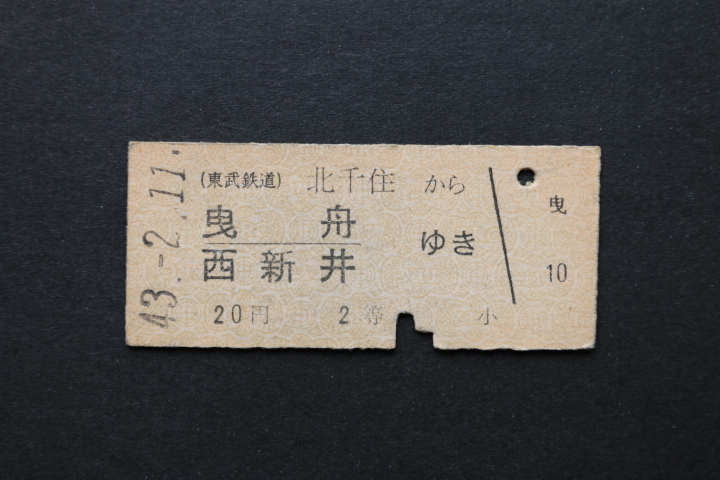 43.-2.11.
(東武鉄道) 北千住 から
曳舟
西新井
ゆき
20円 2等 小
曳
10